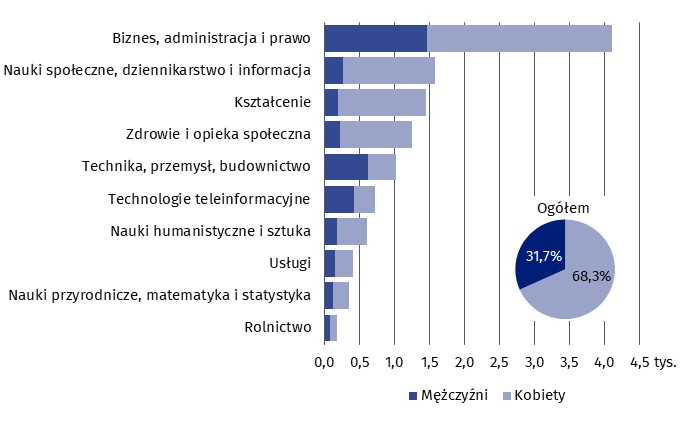 Biznes, administracja i prawo
Nauki społeczne, dziennikarstwo i informacja
Kształcenie
Zdrowie i opieka społeczna
Technika, przemysł, budownictwo
Technologie teleinformacyjne
Nauki humanistyczne i sztuka
Usługi
Nauki przyrodnicze, matematyka i statystyka
Rolnictwo
Ogółem
31,7%
68,3%
0,0 0,5 1,0 1,5 2,0 2,5 3,0 3,5 4,0 4,5 tys.
Mężczyźni Kobiety